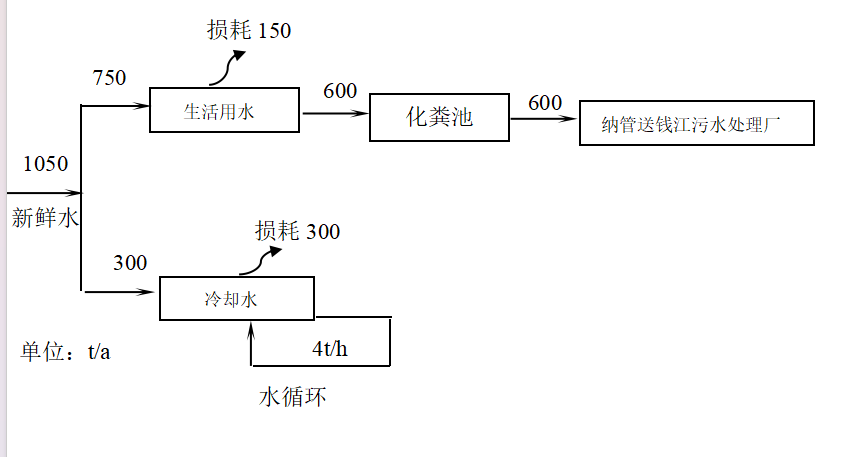 损耗 150
750
生活用水
600
化粪池
600
纳管送钱江污水处理厂
1050
新鲜水
损耗 300
300
冷却水
单位：t/a
4t/h
水循环